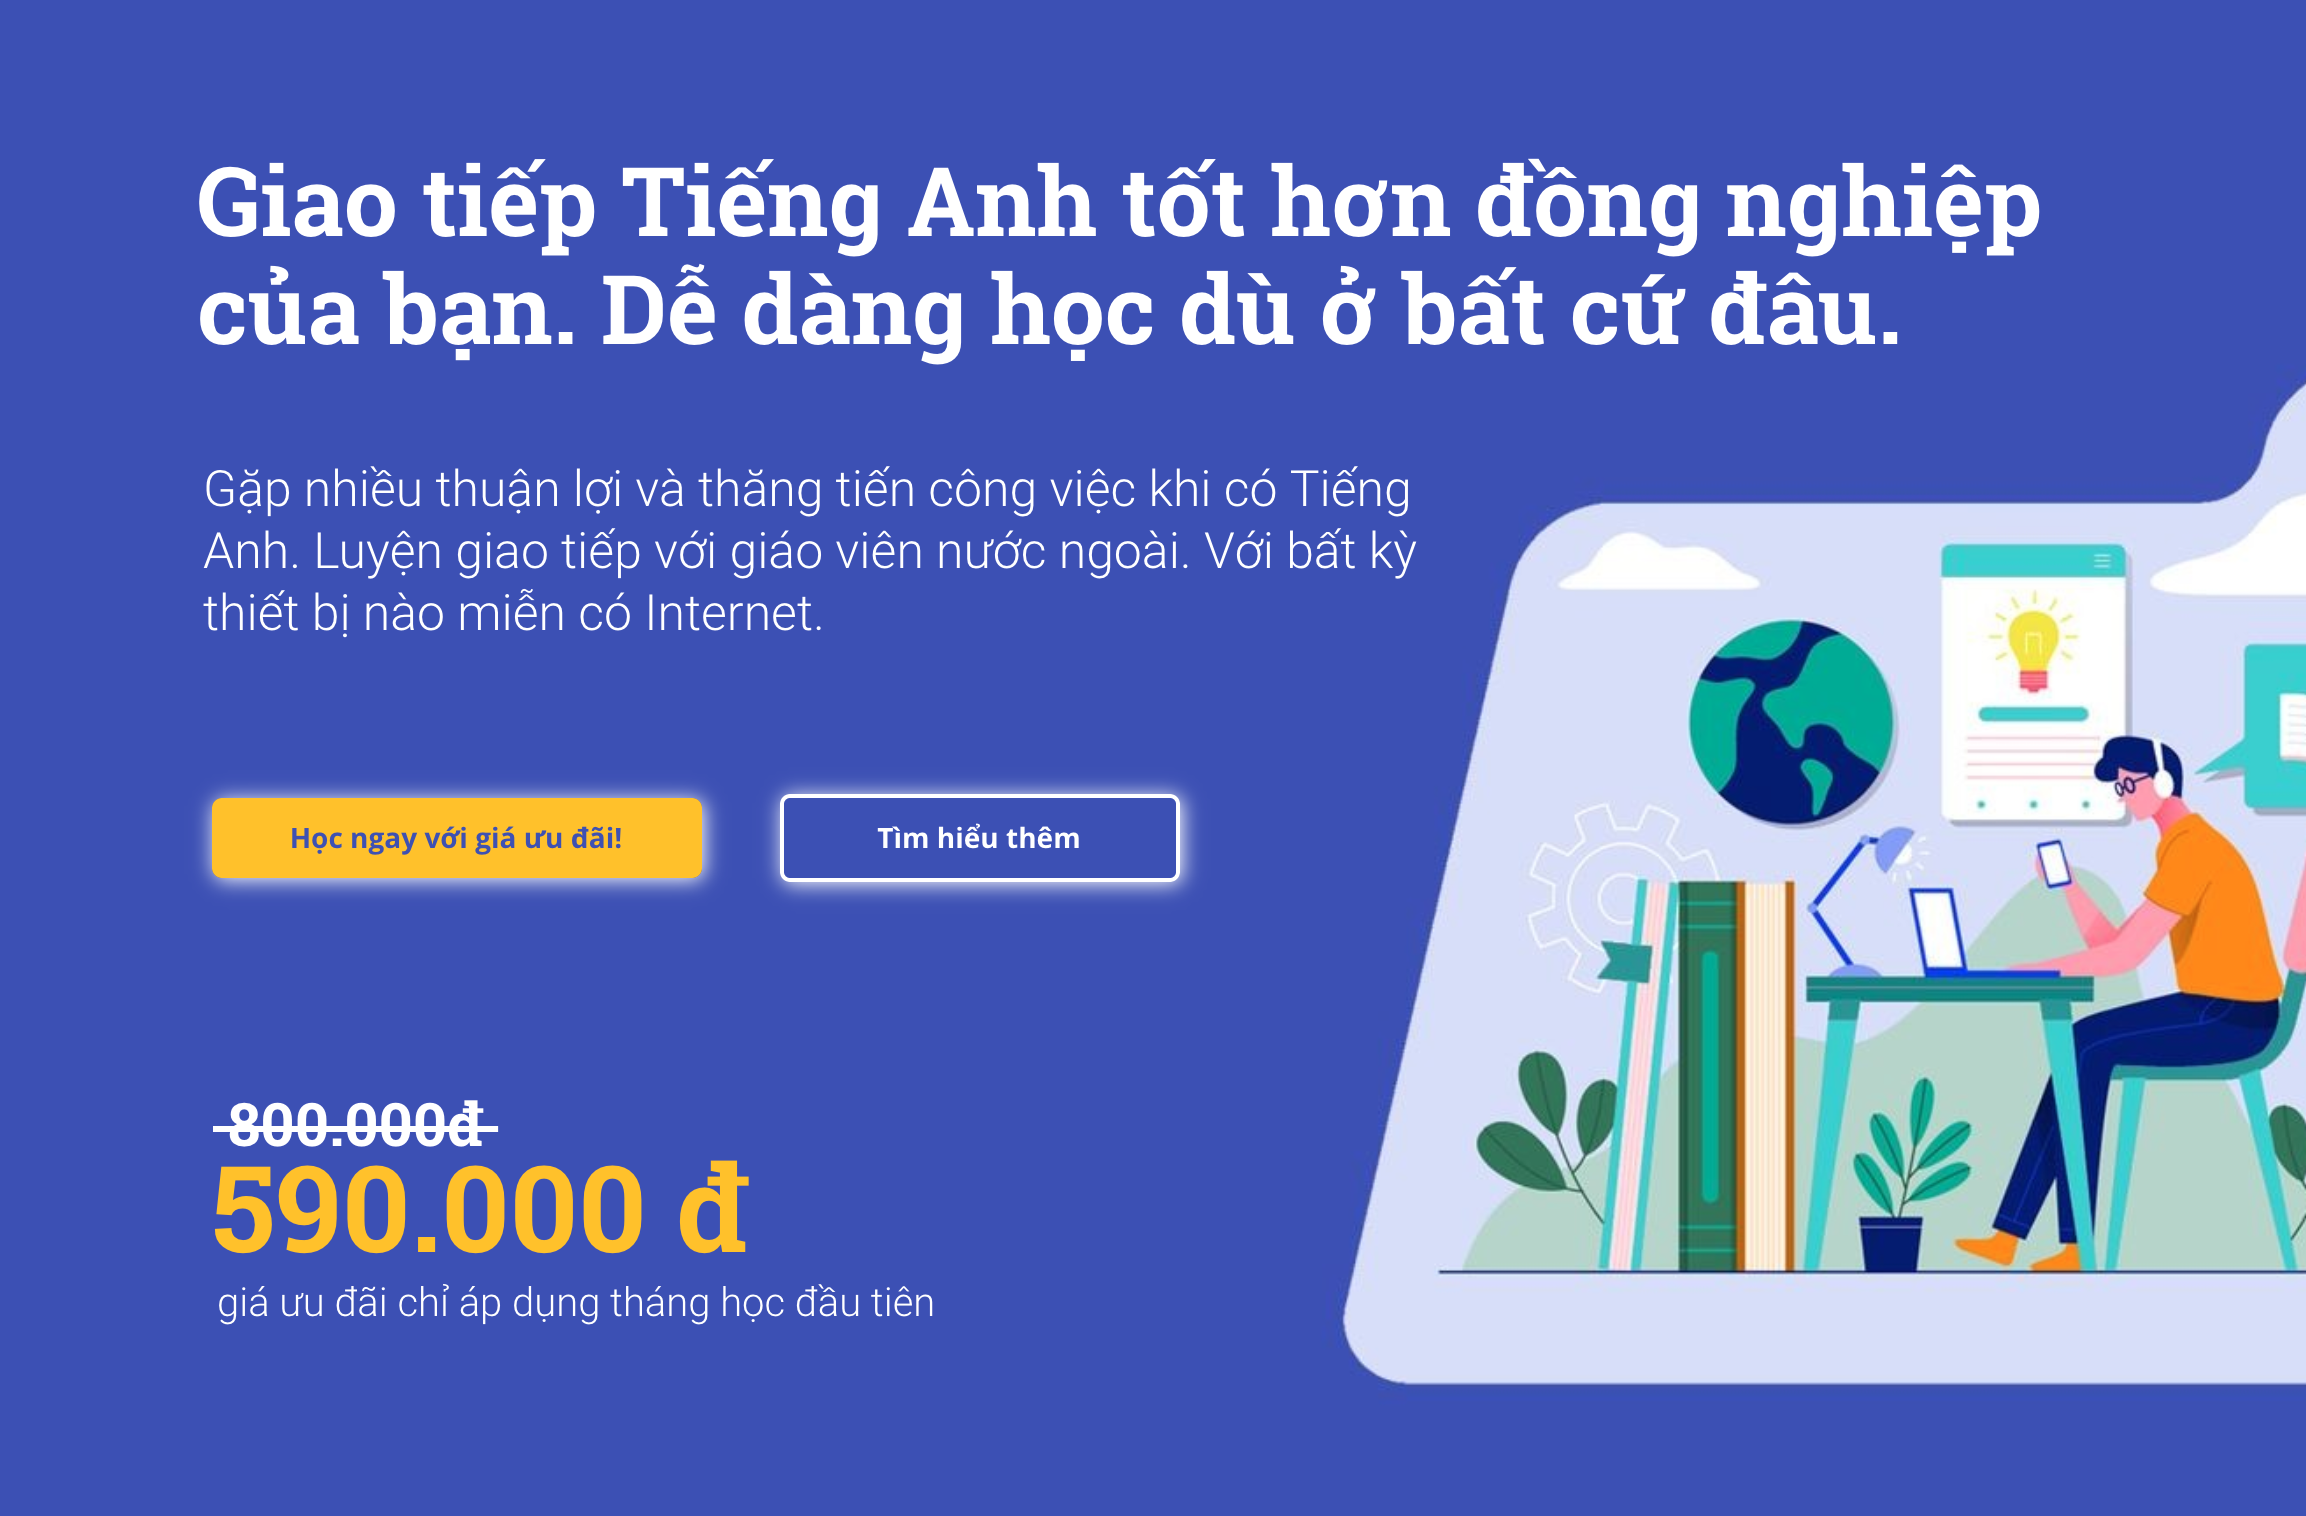 Giao tiếp Tiếng Anh tốt hơn đồng nghiệp
của bạn. Dễ dàng học dù ở bất cứ đâu.
Gặp nhiều thuận lợi và thăng tiến công việc khi có Tiếng
Anh. Luyện giao tiếp với giáo viên nước ngoài. Với bất kỳ
thiết bị nào miễn có Internet.
Học ngay với giá ưu đãi!
Tìm hiểu thêm
800.000đ
590.000 đ
giá ưu đãi chỉ áp dụng tháng học đầu tiên